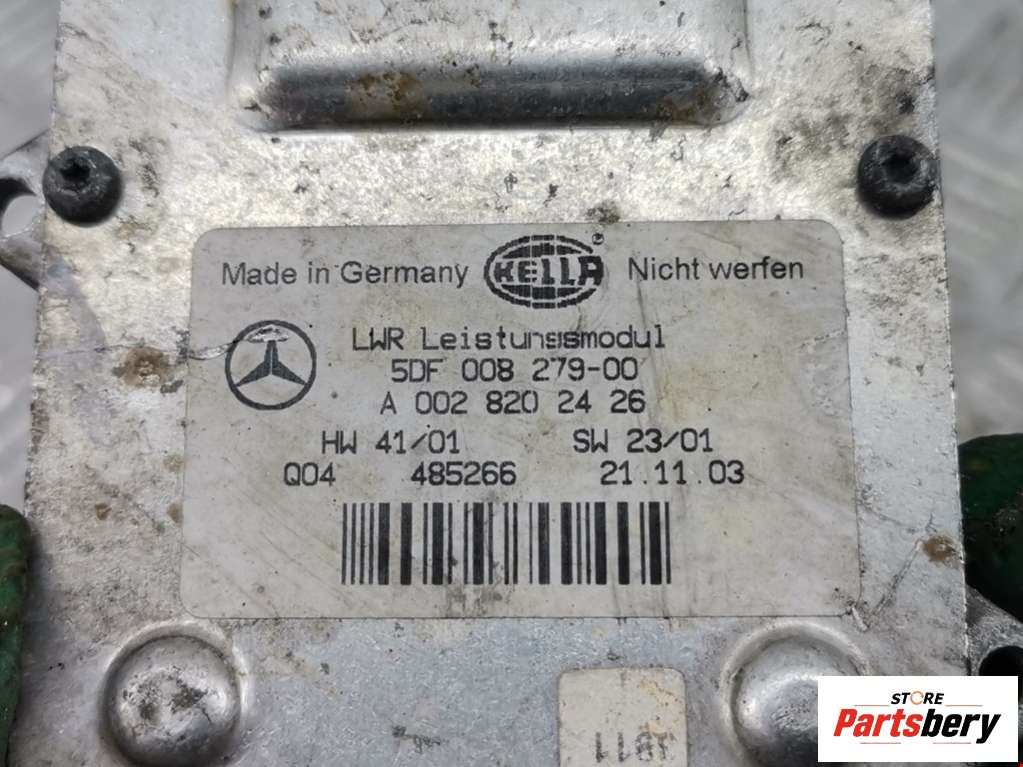 Made in Germany HELLA ® Nicht werfen
LWR Leistungsmodul
5DF 008 279-00
A 002 820 24 26
HW 41/01 SW 23/01
Q04 485266 21.11.03
STORE
Partsbery